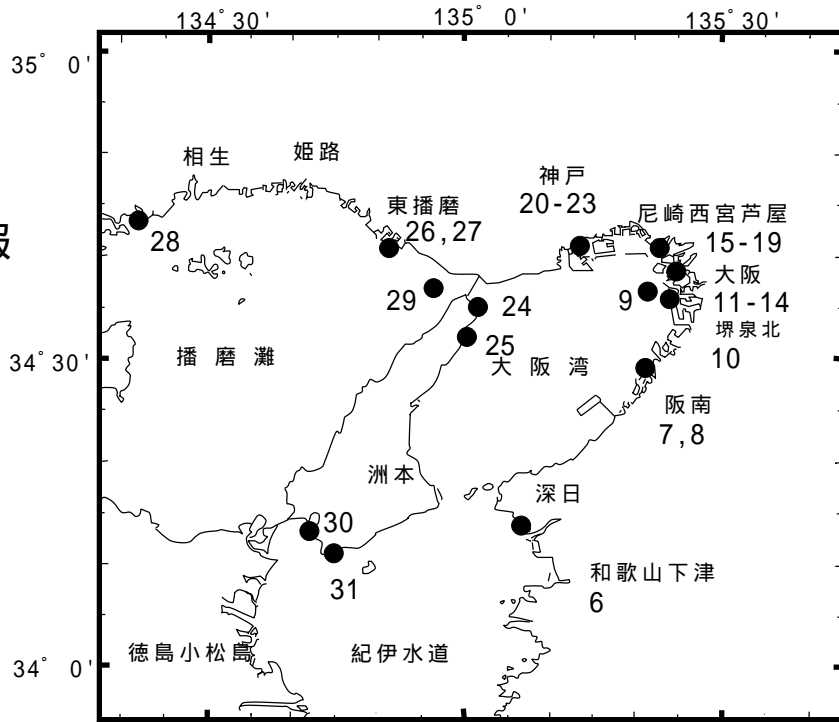 134°30' 135°0' 135°30'
35°0'
報
相生
姫路
神戸
20-23
東播磨
26,27
尼崎西宮芦屋
15-19
28
29
24
25
9
大阪
11-14
堺泉北
10
34°30'
播磨灘
大阪湾
阪南
7,8
洲本
深日
30
31
和歌山下津
6
34°0'
徳島小松島
紀伊水道